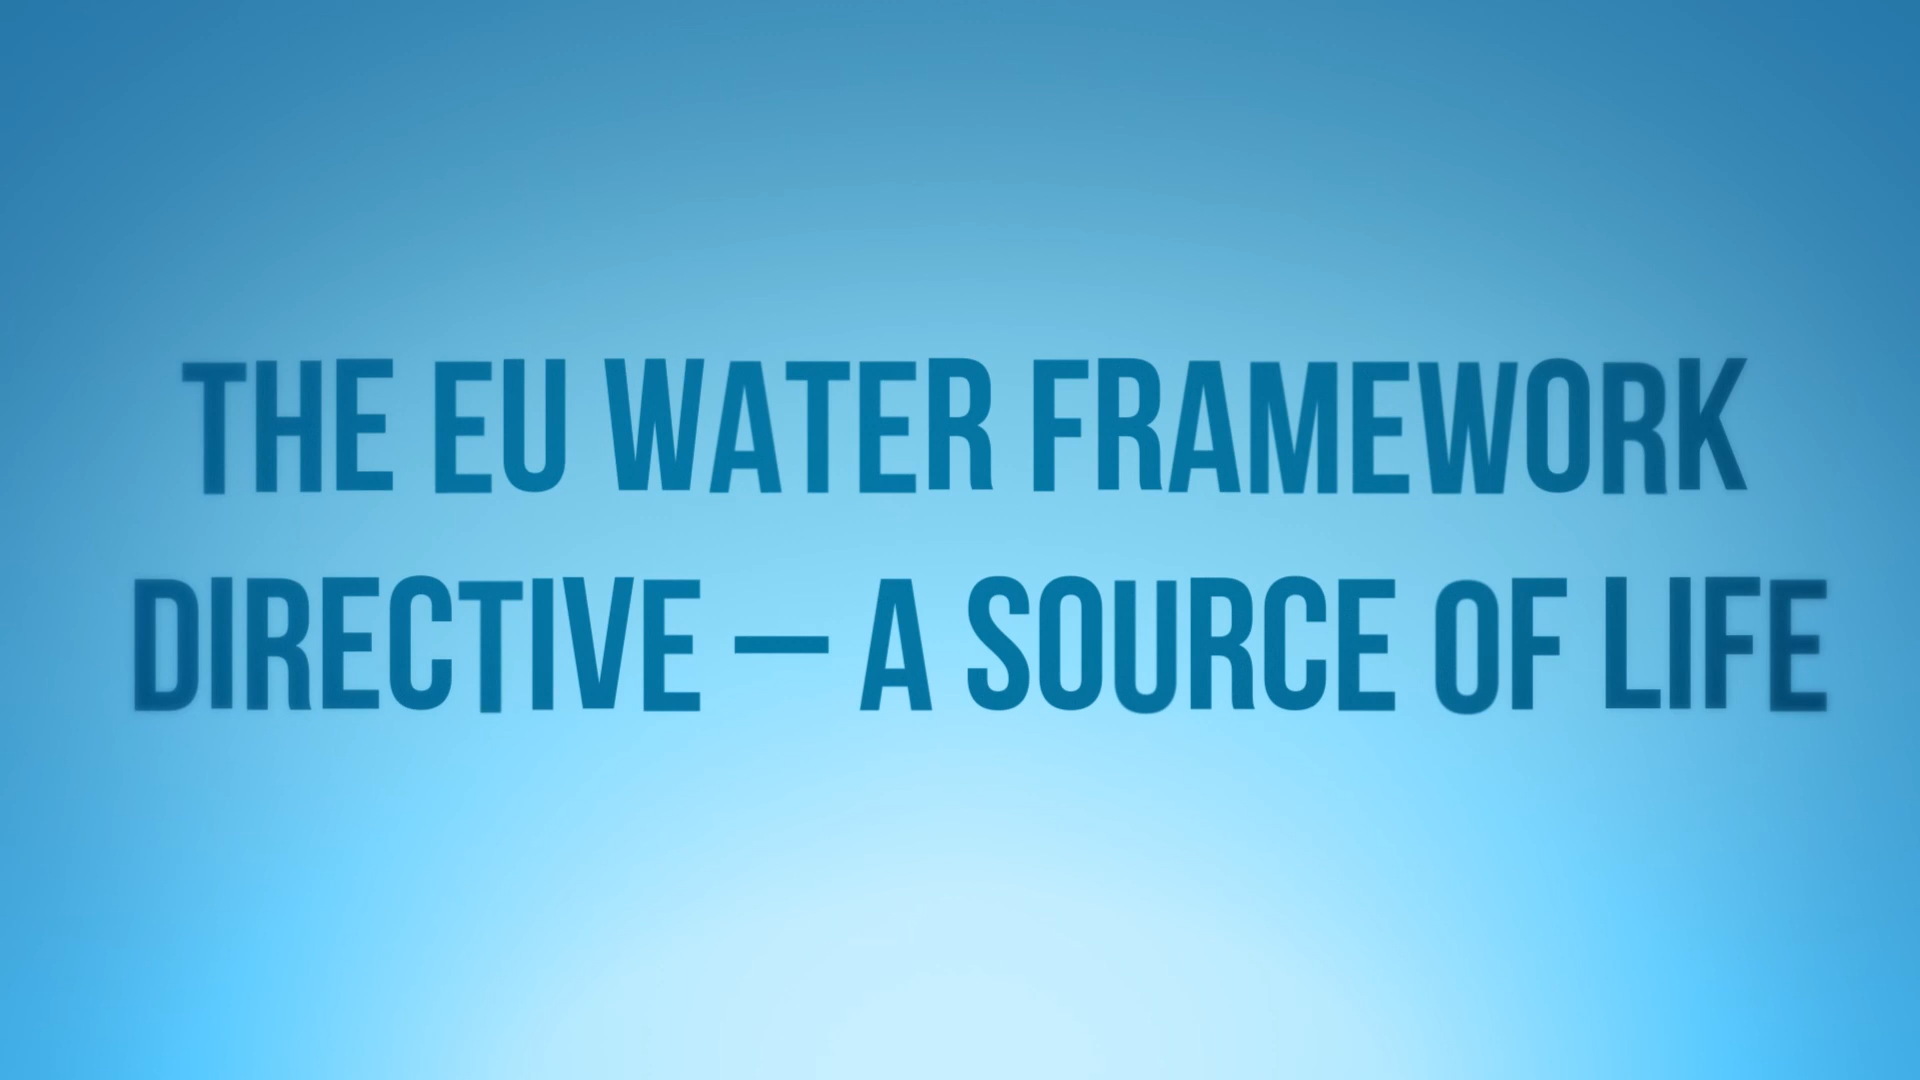 THE EU WATER FRAMEWORK
DIRECTIVE — A SOURCE OF LIFE